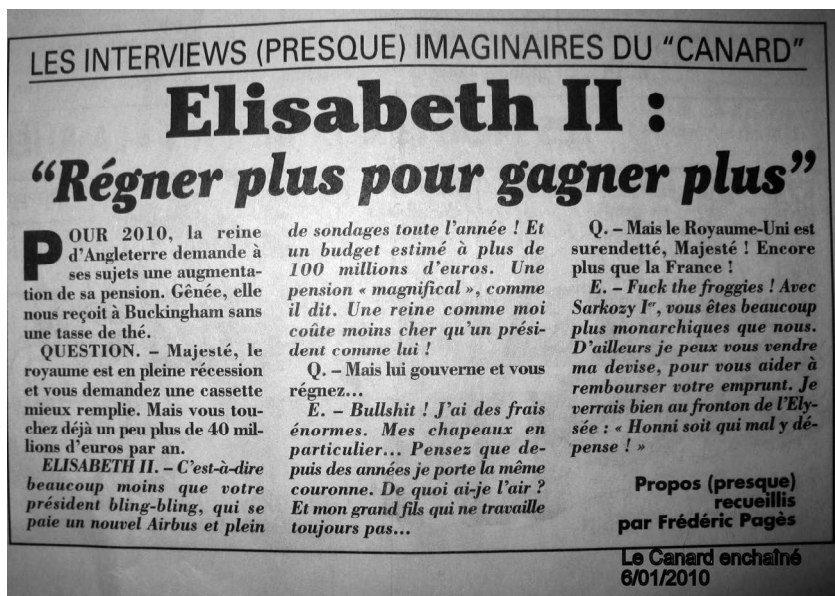 LES INTERVIEWS (PRESQUE) IMAGINAIRES DU "CANARD"
Elisabeth II :
“Régner plus pour gagner plus”
POUR 2010, la reine
d'Angleterre demande à
ses sujets une augmenta-
tion de sa pension. Gênée, elle
nous reçoit à Buckingham sans
une tasse de thé.
QUESTION. – Majesté, le
royaume est en pleine récession
et vous demandez une cassette
mieux remplie. Mais vous tou-
chez déjà un peu plus de 40 mil-
lions d'euros par an.
ELISABETH II. – C'est-à-dire
beaucoup moins que votre
président bling-bling, qui se
paie un nouvel Airbus et plein
de sondages toute l'année ! Et
un budget estimé à plus de
100 millions d'euros. Une
pension « magnifical », comme
il dit. Une reine comme moi
coûte moins cher qu'un prési-
dent comme lui !
Q. – Mais lui gouverne et vous
régnez...
E. – Bullshit ! J'ai des frais
énormes. Mes chapeaux en
particulier... Pensez que de-
puis des années je porte la même
couronne. De quoi ai-je l'air ?
Et mon grand fils qui ne travaille
toujours pas...
Q. – Mais le Royaume-Uni est
surendetté, Majesté ! Encore
plus que la France !
E. – Fuck the froggies ! Avec
Sarkozy Ier, vous êtes beaucoup
plus monarchiques que nous.
D'ailleurs je peux vous vendre
ma devise, pour vous aider à
rembourser votre emprunt. Je
verrais bien au fronton de l'Ely-
sée : « Honni soit qui mal y dé-
pense ! »
Propos (presque)
recueillis
par Frédéric Pagès
Le Canard enchaîné
6/01/2010